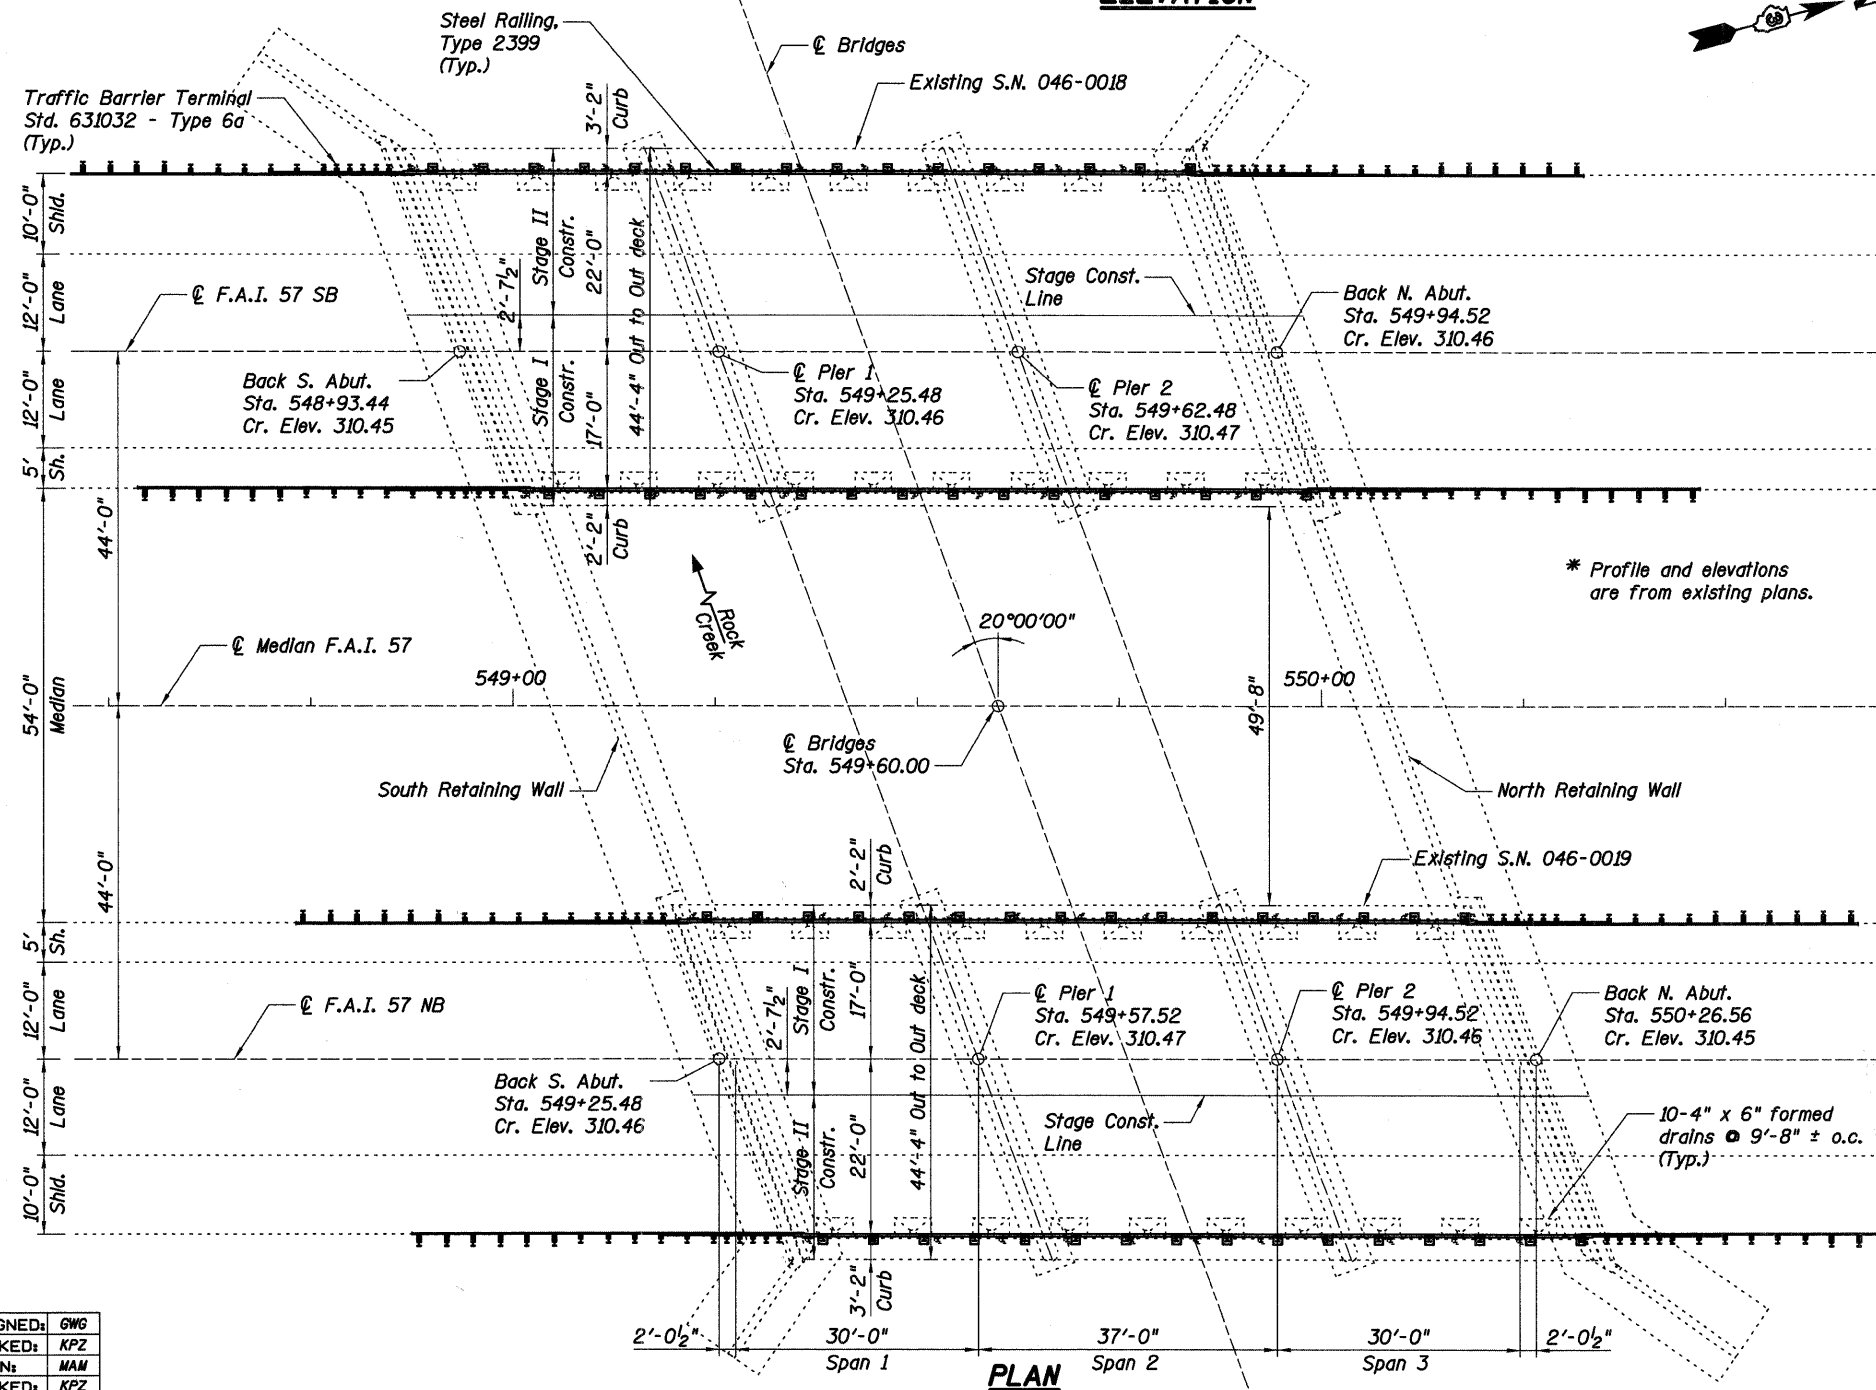 Steel Railing,
Type 2399
(Typ.)
℄ Bridges
Existing S.N. 046-0018
3
Traffic Barrier Terminal
Std. 631032 - Type 6a
(Typ.)
3'-2"
Curb
10'-0"
Shld.
12'-0"
Lane
12'-0"
Lane
5'
Sh.
℄ F.A.I. 57 SB
2'-7½"
Stage II
Constr.
22'-0"
44'-4" Out to Out deck
Stage I
Constr.
17'-0"
Stage Const.
Line
Back N. Abut.
Sta. 549+94.52
Cr. Elev. 310.46
Back S. Abut.
Sta. 548+93.44
Cr. Elev. 310.45
℄ Pier 1
Sta. 549+25.48
Cr. Elev. 310.46
℄ Pier 2
Sta. 549+62.48
Cr. Elev. 310.47
2'-2"
Curb
44'-0"
Rock
Creek
* Profile and elevations
are from existing plans.
20°00'00"
℄ Median F.A.I. 57
549+00
550+00
49'-8"
54'-0"
Median
℄ Bridges
Sta. 549+60.00
South Retaining Wall
North Retaining Wall
44'-0"
2'-2"
Curb
Existing S.N. 046-0019
5'
Sh.
12'-0"
Lane
12'-0"
Lane
10'-0"
Shld.
℄ F.A.I. 57 NB
2'-7½"
Stage I
Constr.
17'-0"
44'-4" Out to Out deck
Stage II
Constr.
22'-0"
℄ Pier 1
Sta. 549+57.52
Cr. Elev. 310.47
℄ Pier 2
Sta. 549+94.52
Cr. Elev. 310.46
Back N. Abut.
Sta. 550+26.56
Cr. Elev. 310.45
Back S. Abut.
Sta. 549+25.48
Cr. Elev. 310.46
Stage Const.
Line
10-4" x 6" formed
drains @ 9'-8" ± o.c.
(Typ.)
3'-2"
Curb
2'-0½"
30'-0"
37'-0"
30'-0"
2'-0½"
Span 1
Span 2
Span 3
PLAN
GNED: GWG
KED: KPZ
N: MAM
KED: KPZ